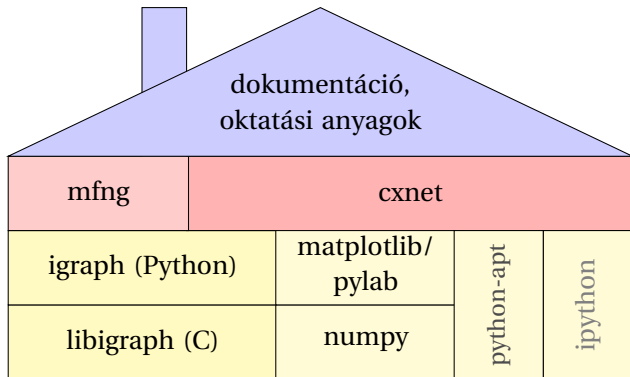 dokumentáció,
oktatási anyagok
mfng
cxnet
igraph (Python)
matplotlib/
pylab
python-apt
ipython
libigraph (C)
numpy